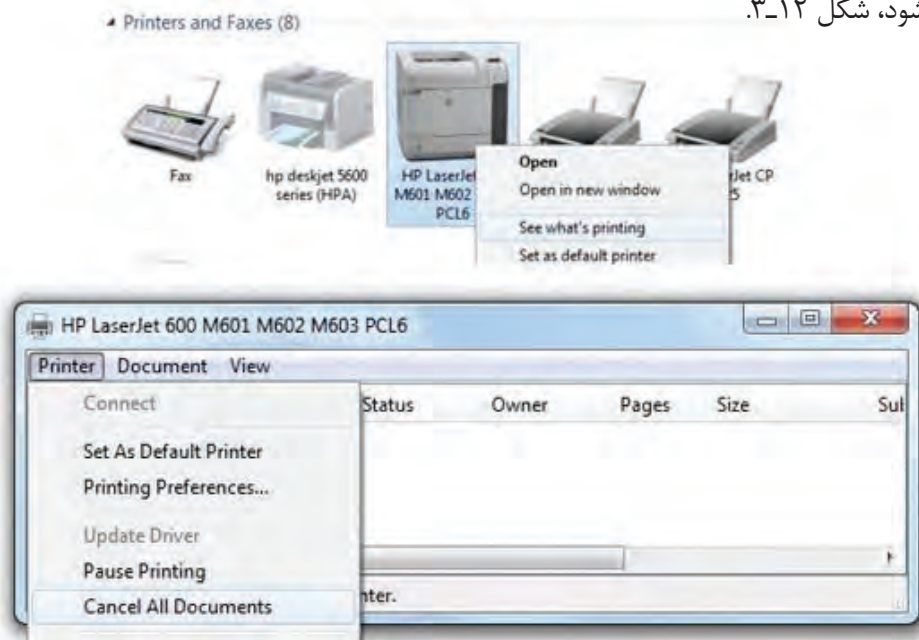 شود، شکل ۱۲ـ۳.
Printers and Faxes (8)
Fax
hp deskjet 5600
series (HPA)
HP LaserJet
M601 M602
PCL6
Jet CP
Open
Open in new window
See what's printing
Set as default printer
HP LaserJet 600 M601 M602 M603 PCL6
Printer Document View
Connect
Status Owner Pages Size Sub
Set As Default Printer
Printing Preferences...
Update Driver
Pause Printing
Cancel All Documents
nter.